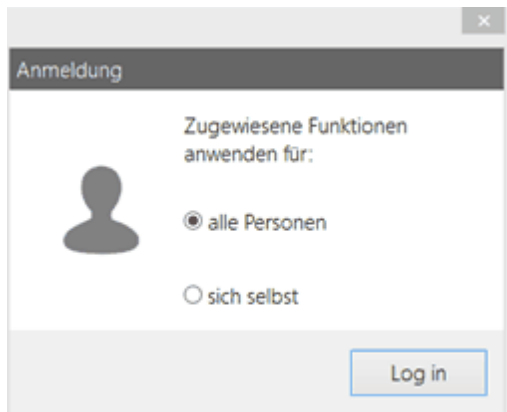 Anmeldung
Zugewiesene Funktionen
anwenden für:
alle Personen
sich selbst
Log in